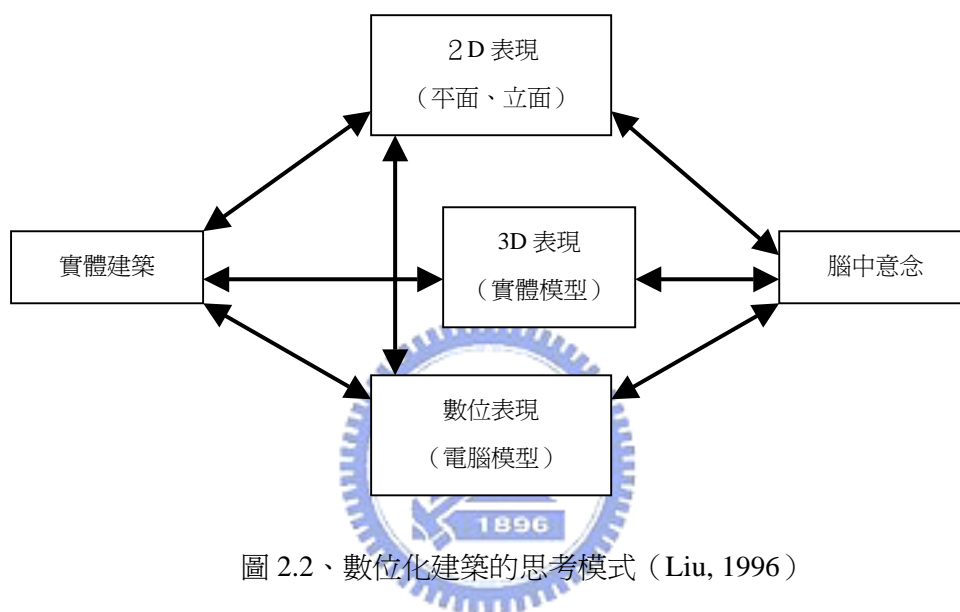 ２D 表現
（平面、立面）
3D 表現
（實體模型）
實體建築
腦中意念
數位表現
（電腦模型）
1896
圖 2.2、數位化建築的思考模式（Liu, 1996）